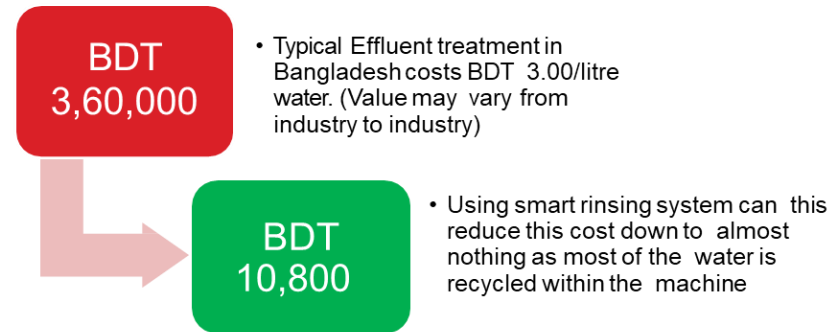 BDT
3,60,000
• Typical Effluent treatment in
Bangladesh costs BDT 3.00/litre
water. (Value may vary from
industry to industry)
BDT
10,800
• Using smart rinsing system can this
reduce this cost down to almost
nothing as most of the water is
recycled within the machine